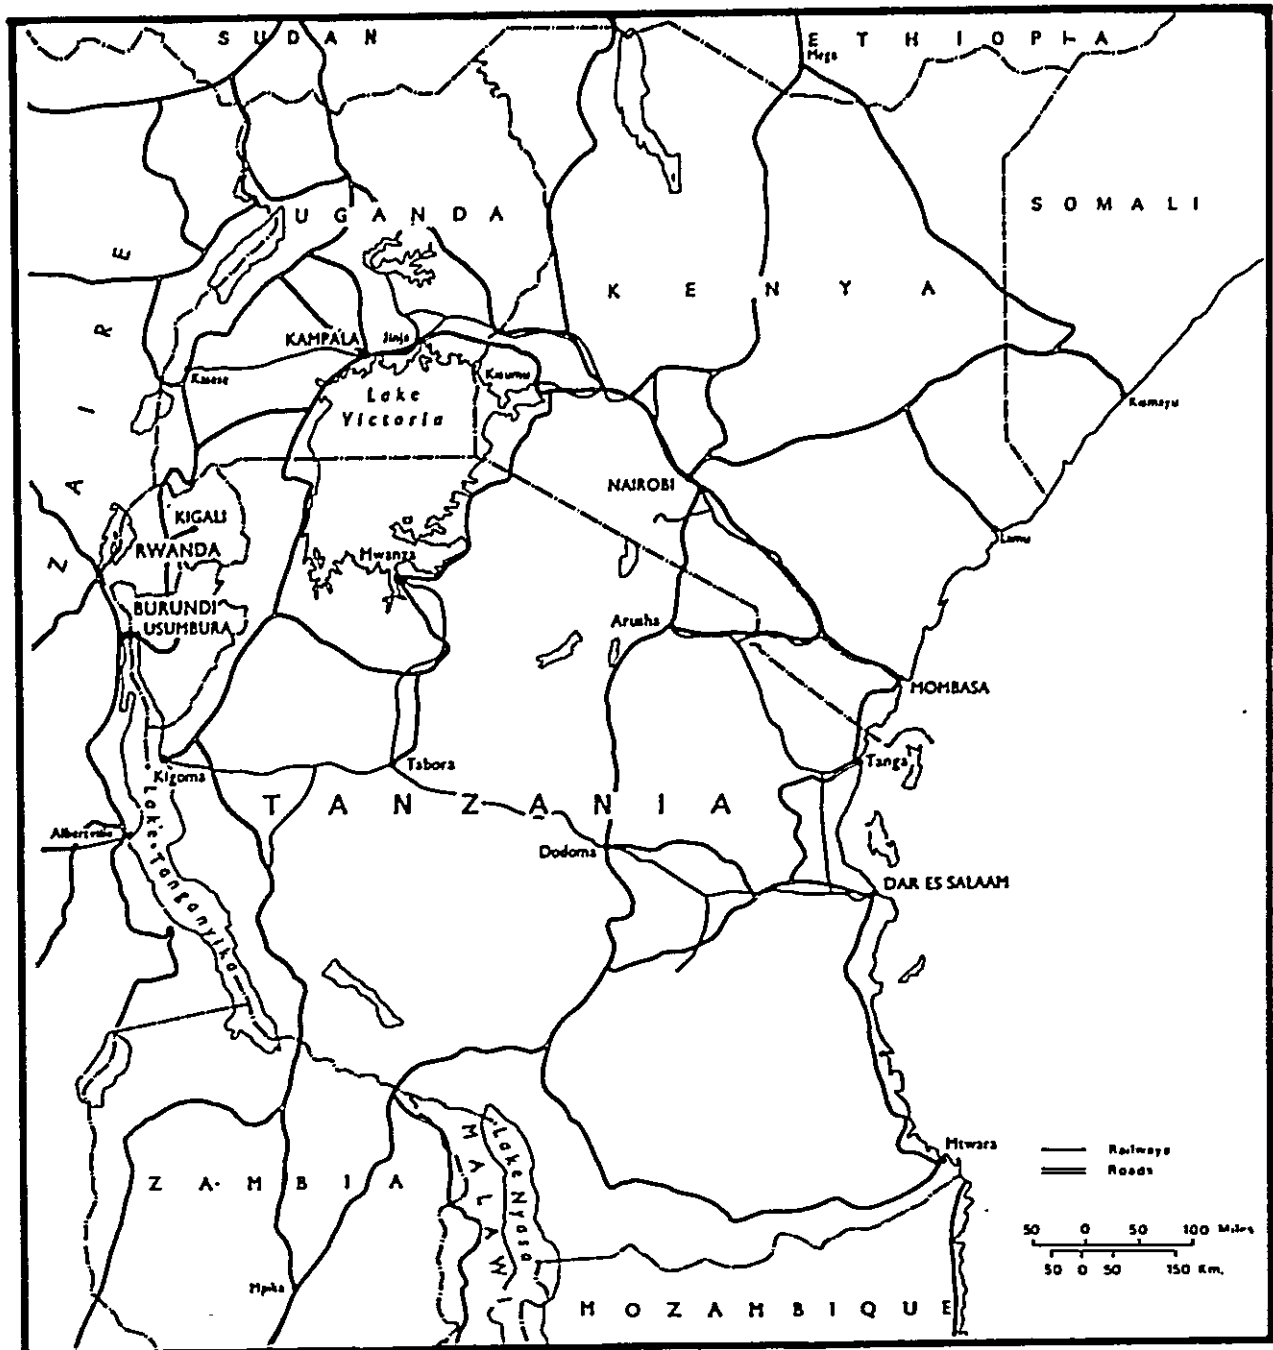 SUDAN
ETHIOPIA
Mega
SOMALI
UGANDA
KENYA
ZAIRE
KAMPALA
Jinja
Kasese
Kisumu
Lake
Victoria
Kismayu
NAIROBI
KIGALI
RWANDA
Lamu
Mwanza
BURUNDI
USUMBURA
Arusha
MOMBASA
Kigoma
Tabora
Tanga
TANZANIA
Albertville
Lake Tanganyika
Dodoma
DAR ES SALAAM
Mtwara
Railways
Roads
ZAMBIA
MALAWI
Lake Nyasa
50 0 50 100 Miles
50 0 50 150 Km.
Mpika
MOZAMBIQUE